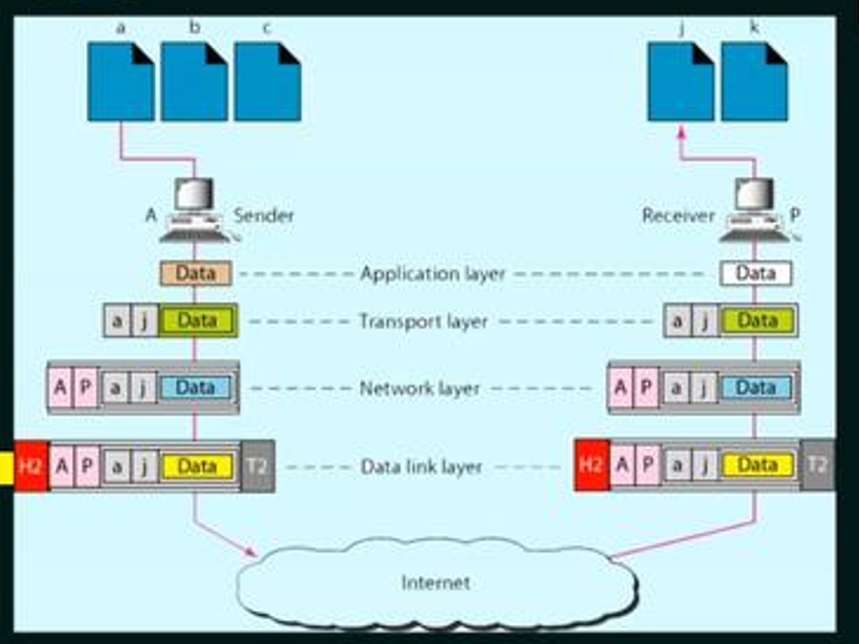 a b c j k
A Sender Receiver P
Data Application layer Data
a j Data Transport layer a j Data
A P a j Data Network layer A P a j Data
H2 A P a j Data T2 Data link layer H2 A P a j Data T2
Internet